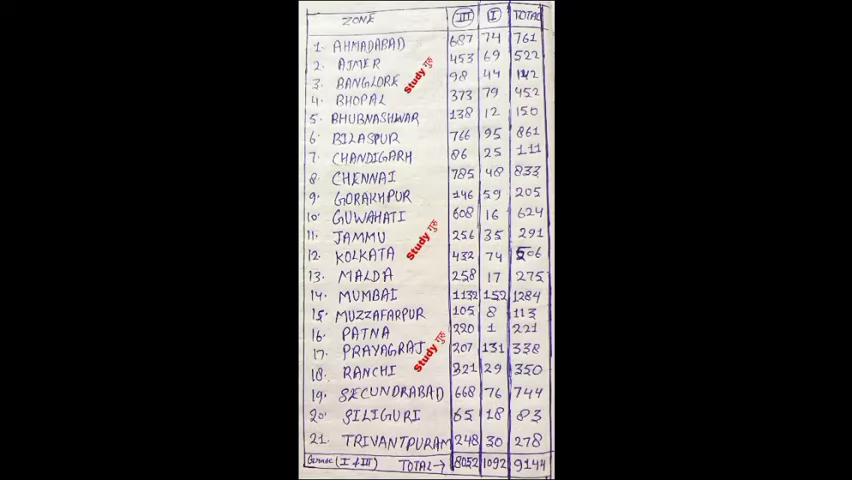 ZONE III I TOTAL
1. AHMADABAD 687 74 761
2. AJMER 453 69 522
3. BANGLORE 98 44 142
4. BHOPAL 373 79 452
5. BHUBNASHWAR 138 12 150
6. BILASPUR 766 95 861
7. CHANDIGARH 86 25 111
8. CHENNAI 785 48 833
9. GORAKHPUR 146 59 205
10. GUWAHATI 608 16 624
11. JAMMU 256 35 291
12. KOLKATA 432 74 506
13. MALDA 258 17 275
14. MUMBAI 1132 152 1284
15. MUZZAFARPUR 105 8 113
16. PATNA 220 1 221
17. PRAYAGRAJ 207 131 338
18. RANCHI 321 29 350
19. SECUNDRABAD 668 76 744
20. SILIGURI 65 18 83
21. TRIVANTPURAM 248 30 278
(I + III) TOTAL→ 8052 1092 9144
Study गुरु
Study गुरु
Study गुरु